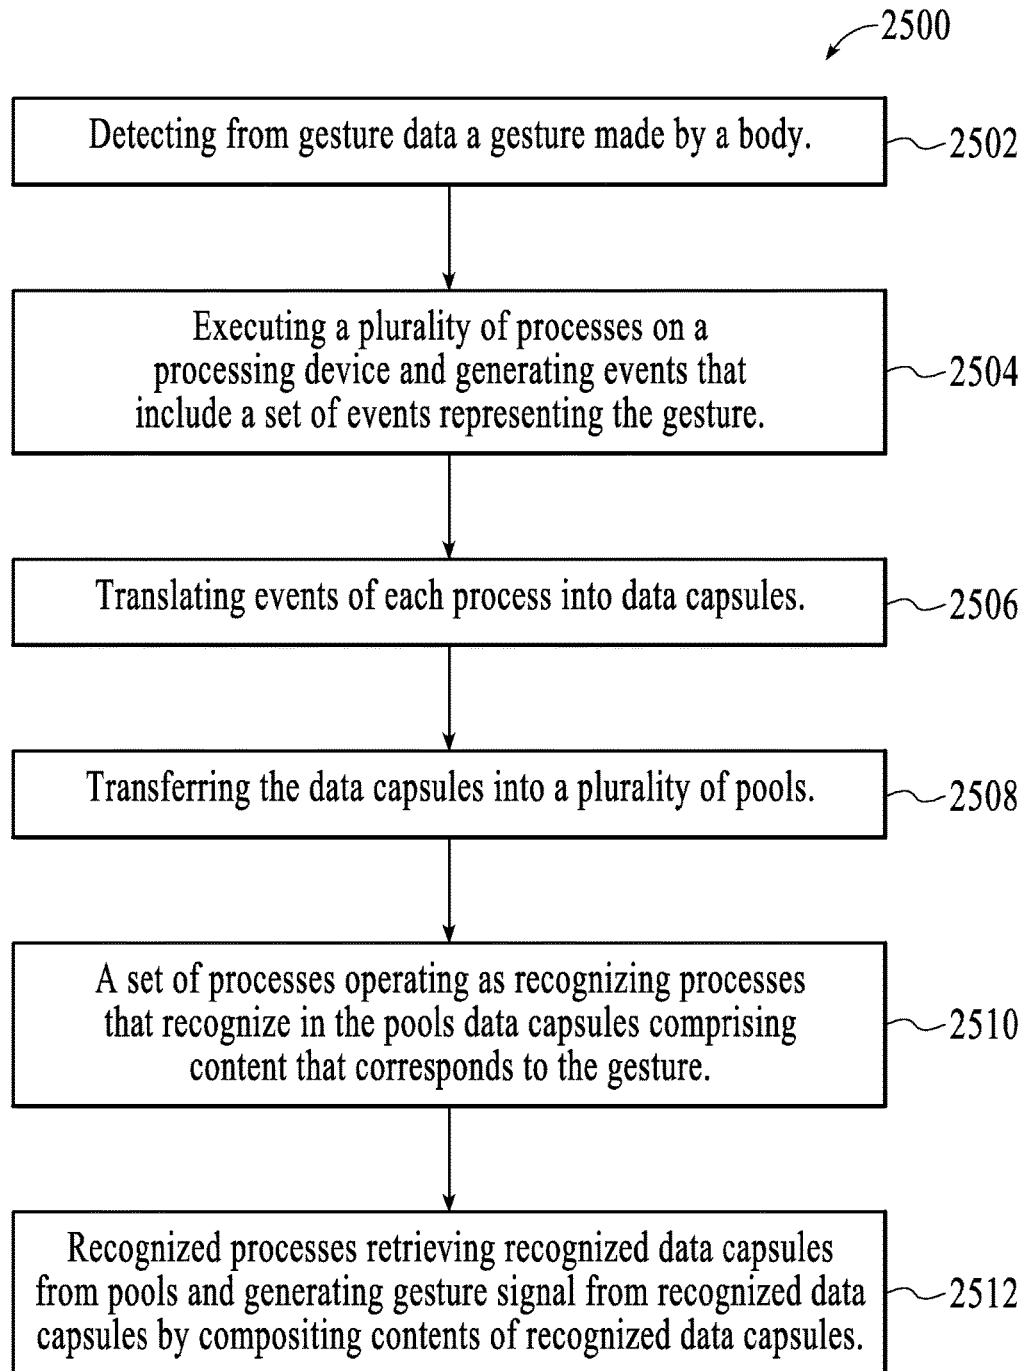 2500
Detecting from gesture data a gesture made by a body.
2502
Executing a plurality of processes on a
processing device and generating events that
include a set of events representing the gesture.
2504
Translating events of each process into data capsules.
2506
Transferring the data capsules into a plurality of pools.
2508
A set of processes operating as recognizing processes
that recognize in the pools data capsules comprising
content that corresponds to the gesture.
2510
Recognized processes retrieving recognized data capsules
from pools and generating gesture signal from recognized data
capsules by compositing contents of recognized data capsules.
2512